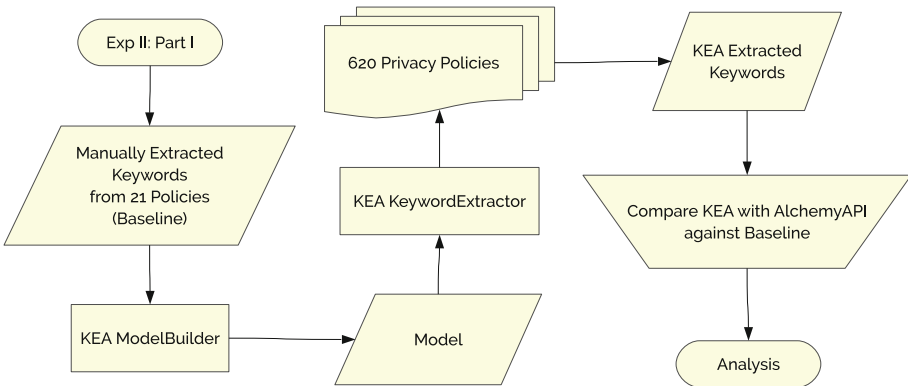 Exp II: Part I
Manually Extracted
Keywords
from 21 Policies
(Baseline)
KEA ModelBuilder
Model
KEA KeywordExtractor
620 Privacy Policies
KEA Extracted
Keywords
Compare KEA with AlchemyAPI
against Baseline
Analysis